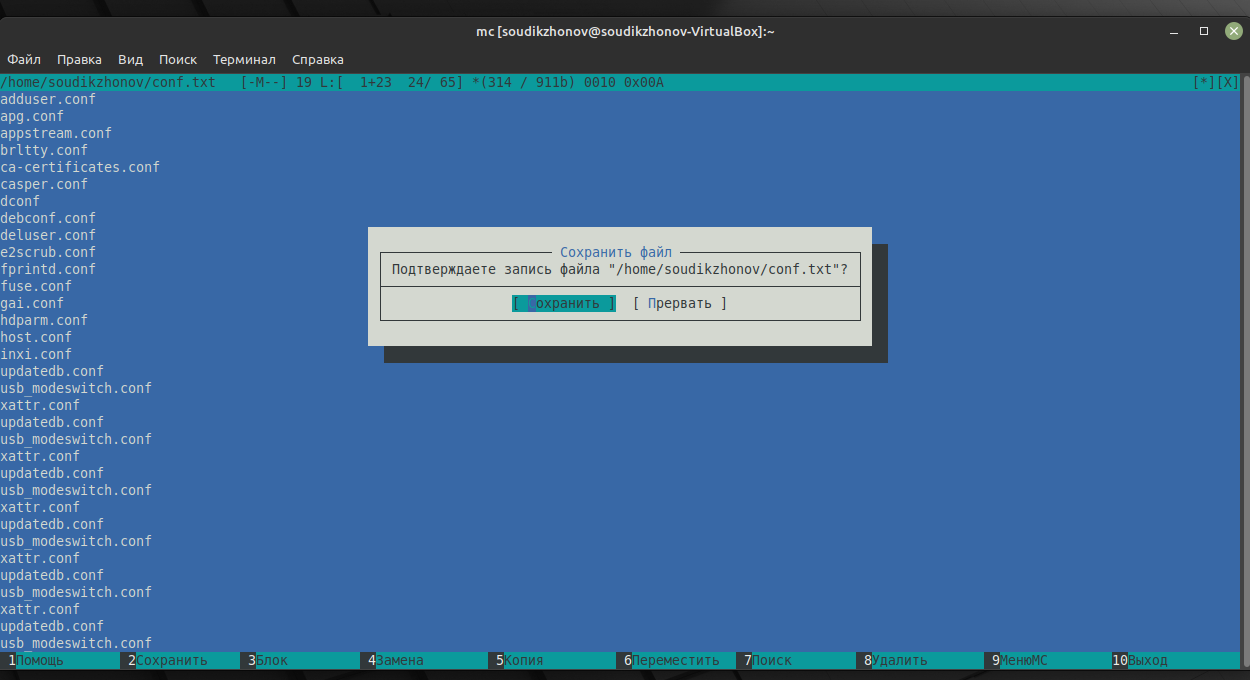 mc [soudikzhonov@soudikzhonov-VirtualBox]:~
Файл Правка Вид Поиск Терминал Справка
/home/soudikzhonov/conf.txt [-M--] 19 L:[ 1+23 24/ 65] *(314 / 911b) 0010 0x00A [*][X]
adduser.conf
apg.conf
appstream.conf
brltty.conf
ca-certificates.conf
casper.conf
dconf
debconf.conf
deluser.conf
e2scrub.conf
fprintd.conf
fuse.conf
gai.conf
hdparm.conf
host.conf
inxi.conf
updatedb.conf
usb_modeswitch.conf
xattr.conf
updatedb.conf
usb_modeswitch.conf
xattr.conf
updatedb.conf
usb_modeswitch.conf
xattr.conf
updatedb.conf
usb_modeswitch.conf
xattr.conf
updatedb.conf
usb_modeswitch.conf
xattr.conf
updatedb.conf
usb_modeswitch.conf
Сохранить файл
Подтверждаете запись файла "/home/soudikzhonov/conf.txt"?
[ Сохранить ] [ Прервать ]
1Помощь 2Сохранить 3Блок 4Замена 5Копия 6Переместить 7Поиск 8Удалить 9МенюMC 10Выход